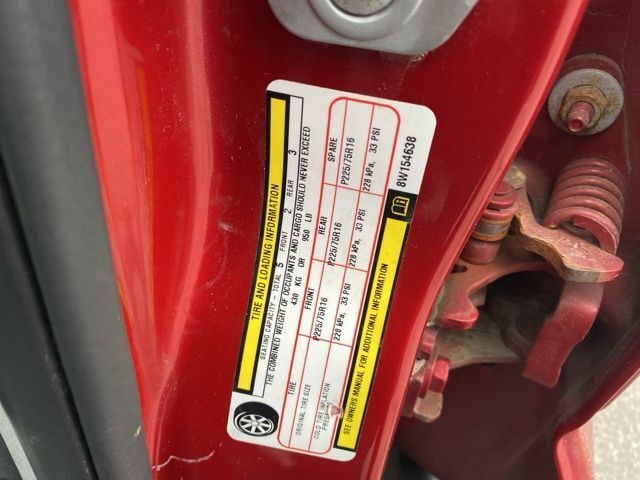 TIRE AND LOADING INFORMATION
SEATING CAPACITY - TOTAL 5 FRONT 2 REAR 3
THE COMBINED WEIGHT OF OCCUPANTS AND CARGO SHOULD NEVER EXCEED
430 KG OR 950 LB
TIRE FRONT REAR SPARE
ORIGINAL TIRE SIZE P225/75R16 P225/75R16 P225/75R16
COLD TIRE INFLATION PRESSURE 228 kPa, 33 PSI 228 kPa, 33 PSI 228 kPa, 33 PSI
SEE OWNERS MANUAL FOR ADDITIONAL INFORMATION
8W154638